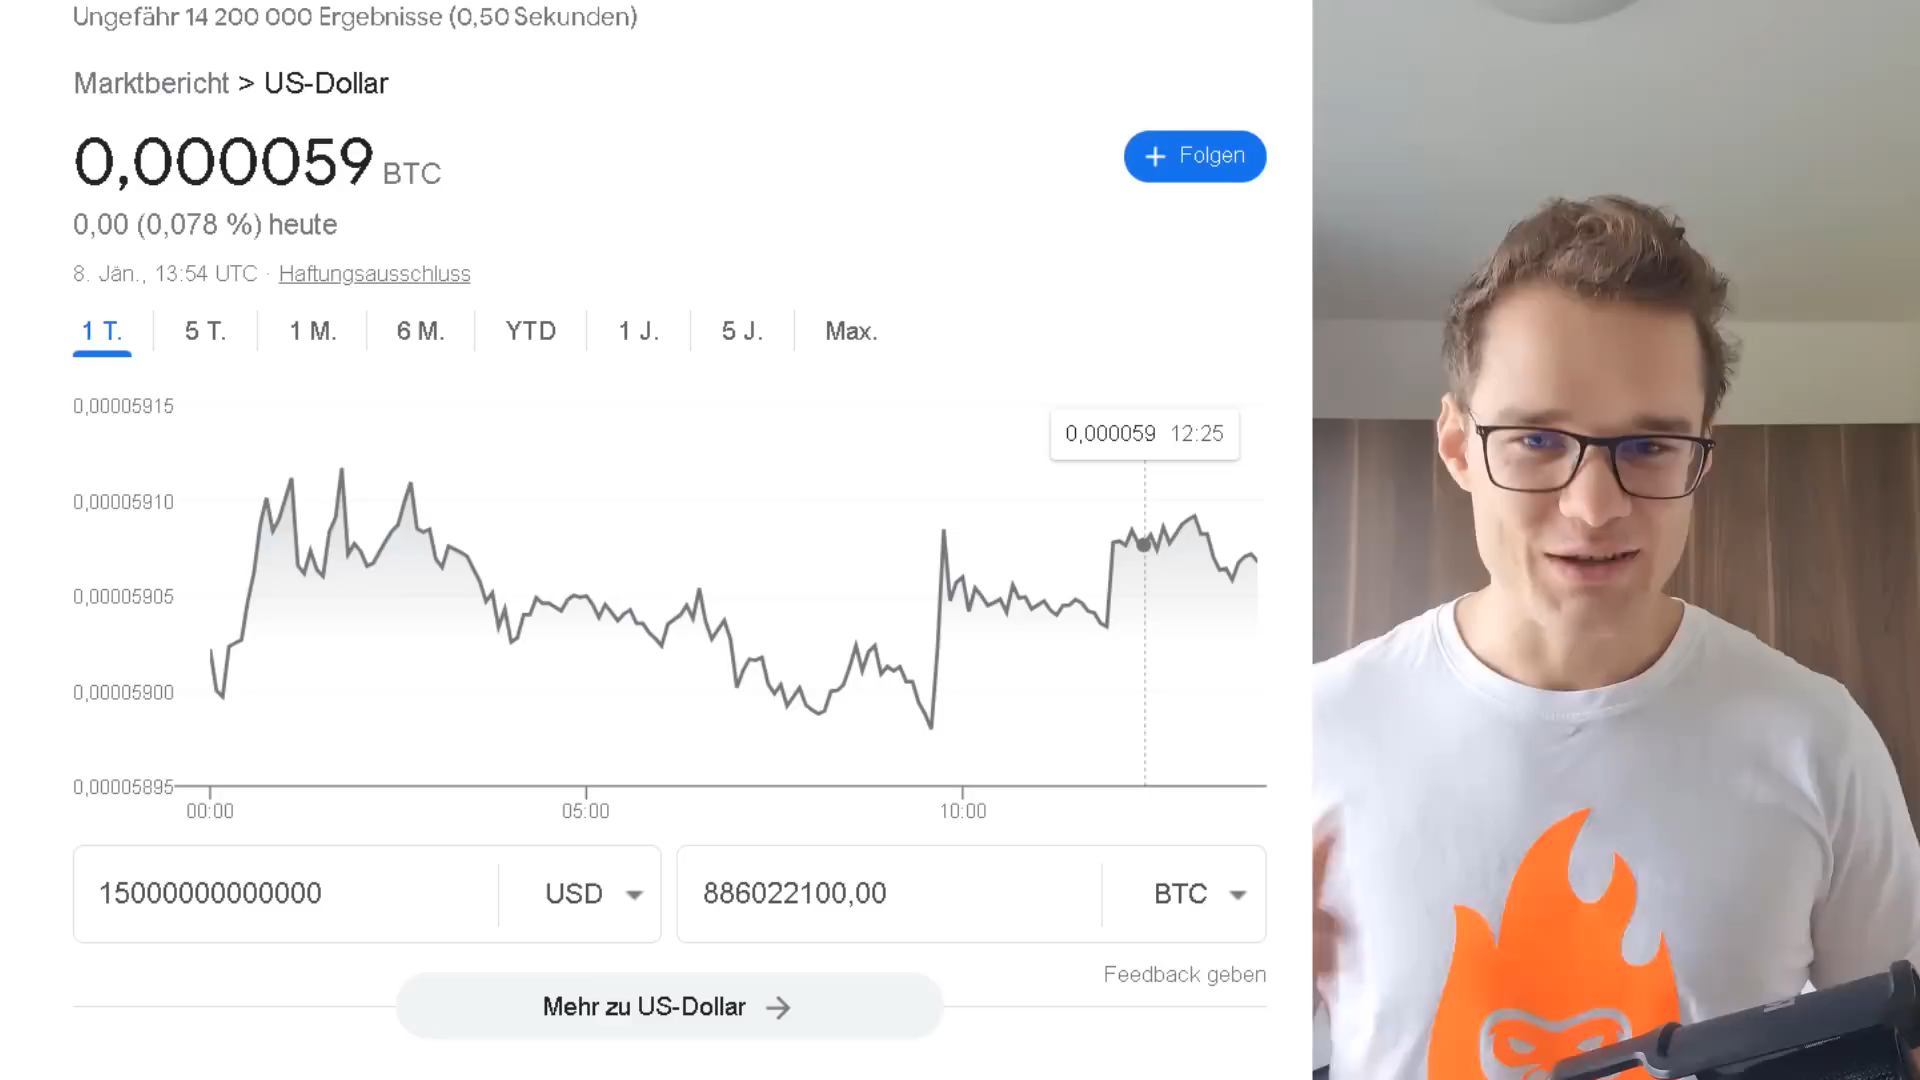 Ungefähr 14 200 000 Ergebnisse (0,50 Sekunden)
Marktbericht > US-Dollar
0,000059 BTC
+ Folgen
0,00 (0,078 %) heute
8. Jän., 13:54 UTC · Haftungsausschluss
1 T. 5 T. 1 M. 6 M. YTD 1 J. 5 J. Max.
0,00005915
0,000059 12:25
0,00005910
0,00005905
0,00005900
0,00005895
00:00 05:00 10:00
15000000000000 USD 886022100,00 BTC
Feedback geben
Mehr zu US-Dollar →